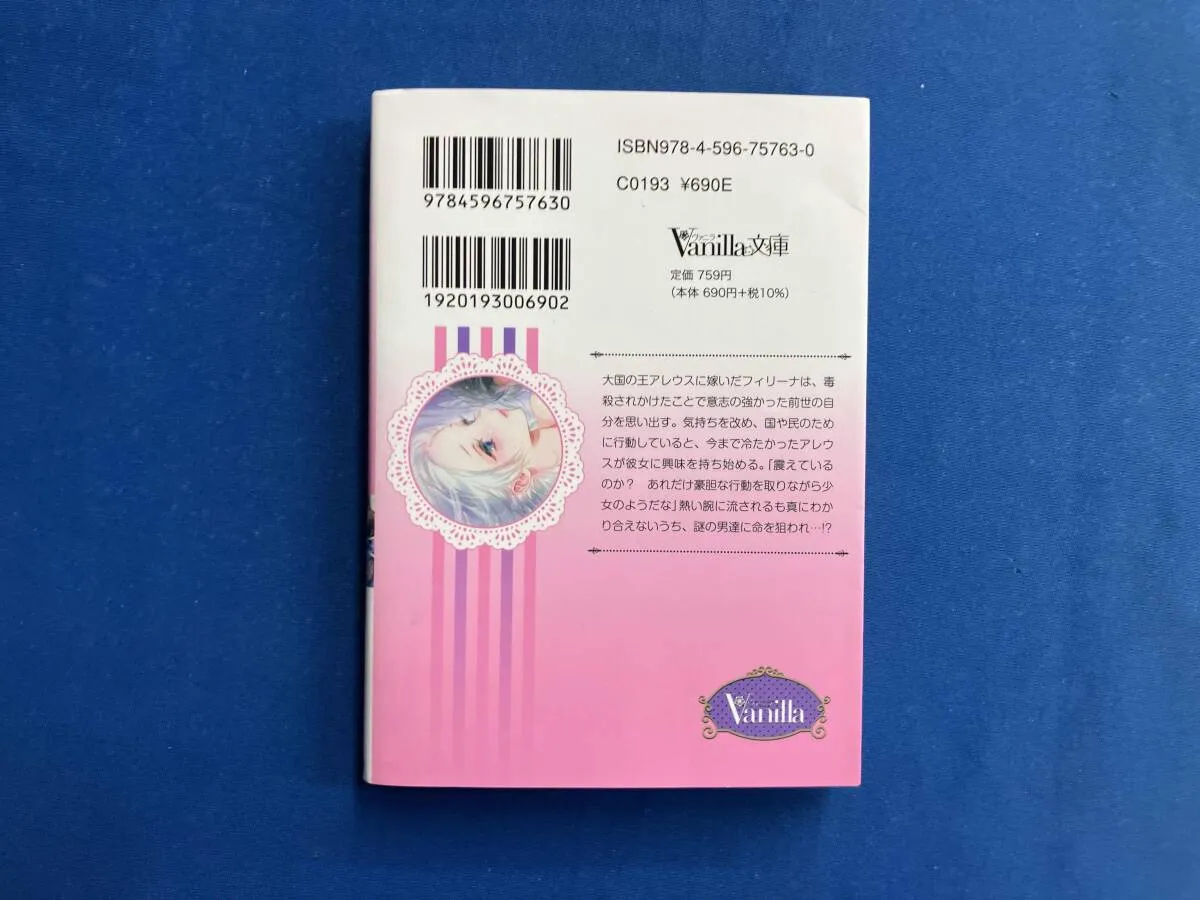 9784596757630
1920193006902
ISBN978-4-596-75763-0
C0193 ¥690E
ヴァニラ
Vanilla文庫
定価 759円
(本体 690円+税10%)
大国の王アレウスに嫁いだフィリーナは、毒
殺されかけたことで意志の強かった前世の自
分を思い出す。気持ちを改め、国や民のため
に行動していると、今まで冷たかったアレウ
スが彼女に興味を持ち始める。「震えている
のか？　あれだけ豪胆な行動を取りながら少
女のようだな」熱い腕に流されるも真にわか
り合えないうち、謎の男達に命を狙われ…!?
Vanilla